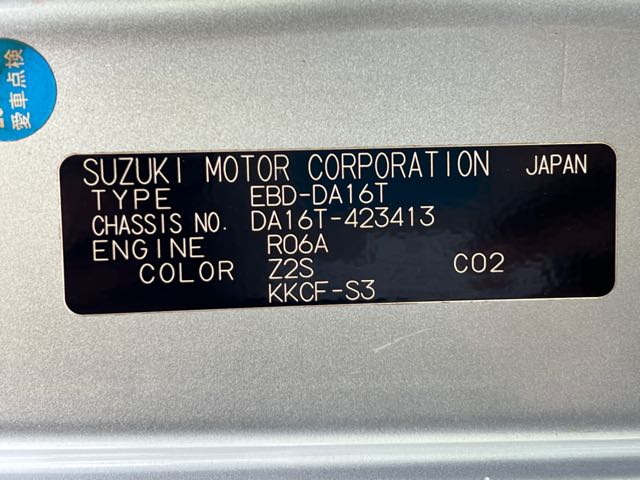 愛車点検
SUZUKI MOTOR CORPORATION JAPAN
TYPE EBD-DA16T
CHASSIS NO. DA16T-423413
ENGINE R06A
COLOR Z2S C02
KKCF-S3